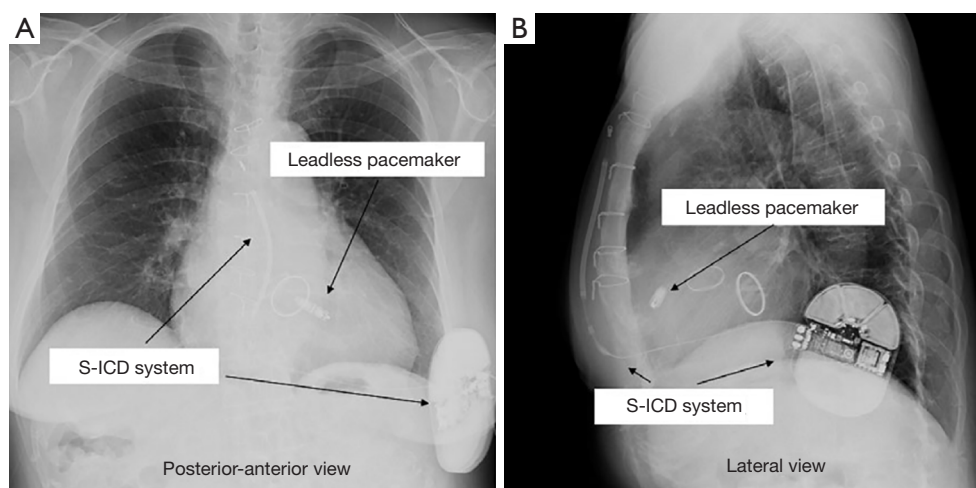 A
Leadless pacemaker
S-ICD system
Posterior-anterior view
B
Leadless pacemaker
S-ICD system
Lateral view